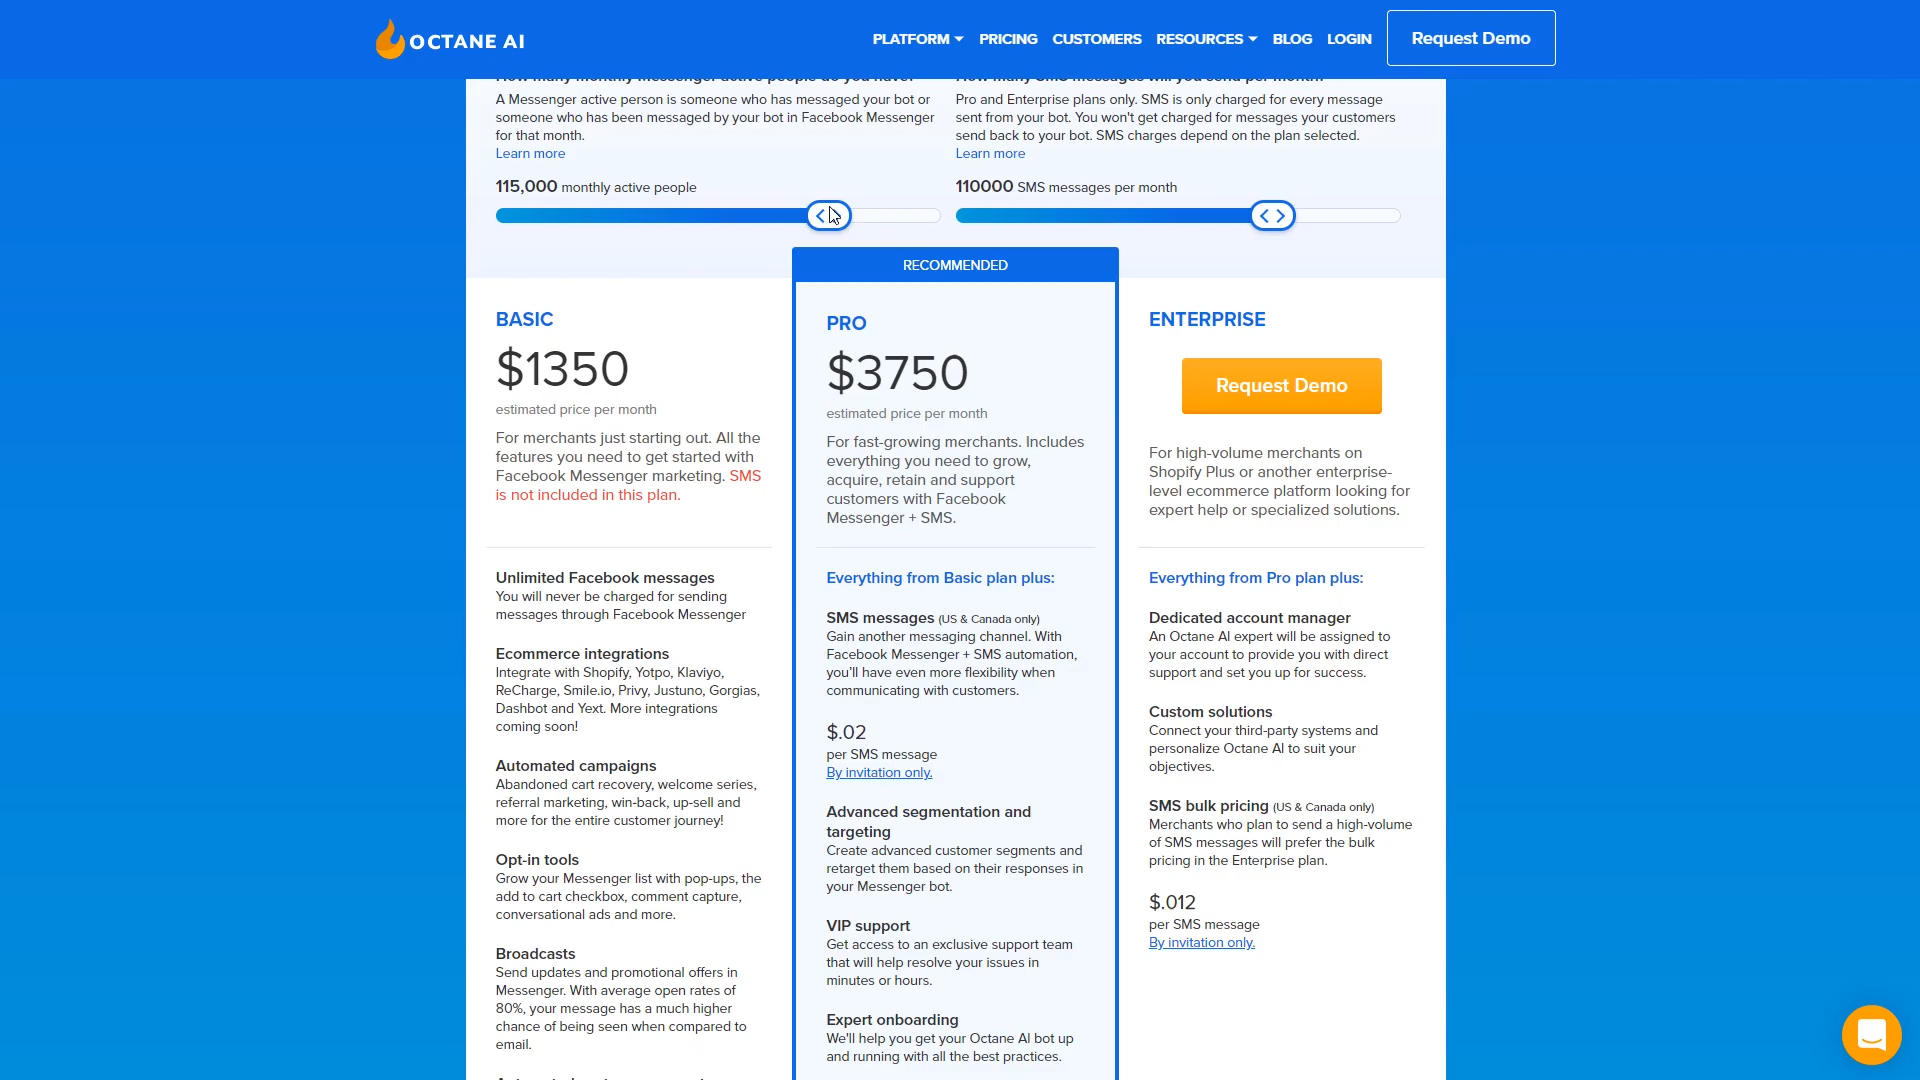 OCTANE AI
PLATFORM
PRICING
CUSTOMERS
RESOURCES
BLOG
LOGIN
Request Demo
How many monthly messenger active people do you have?
A Messenger active person is someone who has messaged your bot or
someone who has been messaged by your bot in Facebook Messenger
for that month.
Learn more
115,000 monthly active people
How many SMS messages will you send per month?
Pro and Enterprise plans only. SMS is only charged for every message
sent from your bot. You won't get charged for messages your customers
send back to your bot. SMS charges depend on the plan selected.
Learn more
110000 SMS messages per month
BASIC
$1350
estimated price per month
For merchants just starting out. All the
features you need to get started with
Facebook Messenger marketing. SMS
is not included in this plan.
Unlimited Facebook messages
You will never be charged for sending
messages through Facebook Messenger
Ecommerce integrations
Integrate with Shopify, Yotpo, Klaviyo,
ReCharge, Smile.io, Privy, Justuno, Gorgias,
Dashbot and Yext. More integrations
coming soon!
Automated campaigns
Abandoned cart recovery, welcome series,
referral marketing, win-back, up-sell and
more for the entire customer journey!
Opt-in tools
Grow your Messenger list with pop-ups, the
add to cart checkbox, comment capture,
conversational ads and more.
Broadcasts
Send updates and promotional offers in
Messenger. With average open rates of
80%, your message has a much higher
chance of being seen when compared to
email.
RECOMMENDED
PRO
$3750
estimated price per month
For fast-growing merchants. Includes
everything you need to grow,
acquire, retain and support
customers with Facebook
Messenger + SMS.
Everything from Basic plan plus:
SMS messages (US & Canada only)
Gain another messaging channel. With
Facebook Messenger + SMS automation,
you'll have even more flexibility when
communicating with customers.
$.02
per SMS message
By invitation only.
Advanced segmentation and
targeting
Create advanced customer segments and
retarget them based on their responses in
your Messenger bot.
VIP support
Get access to an exclusive support team
that will help resolve your issues in
minutes or hours.
Expert onboarding
We'll help you get your Octane AI bot up
and running with all the best practices.
ENTERPRISE
Request Demo
For high-volume merchants on
Shopify Plus or another enterprise-
level ecommerce platform looking for
expert help or specialized solutions.
Everything from Pro plan plus:
Dedicated account manager
An Octane AI expert will be assigned to
your account to provide you with direct
support and set you up for success.
Custom solutions
Connect your third-party systems and
personalize Octane AI to suit your
objectives.
SMS bulk pricing (US & Canada only)
Merchants who plan to send a high-volume
of SMS messages will prefer the bulk
pricing in the Enterprise plan.
$.012
per SMS message
By invitation only.